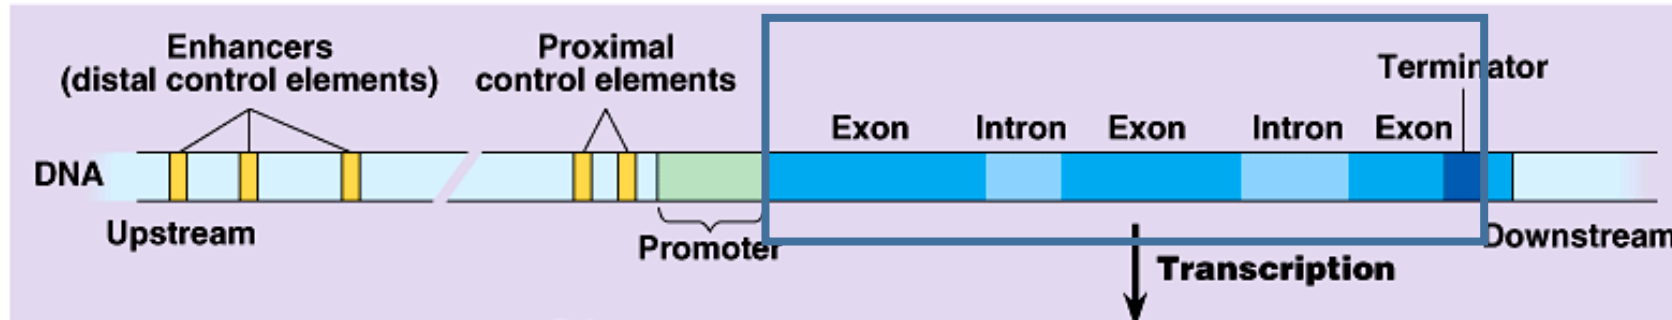 Enhancers
(distal control elements)
Proximal
control elements
Terminator
Exon
Intron
Exon
Intron
Exon
DNA
Upstream
Promoter
Downstream
Transcription